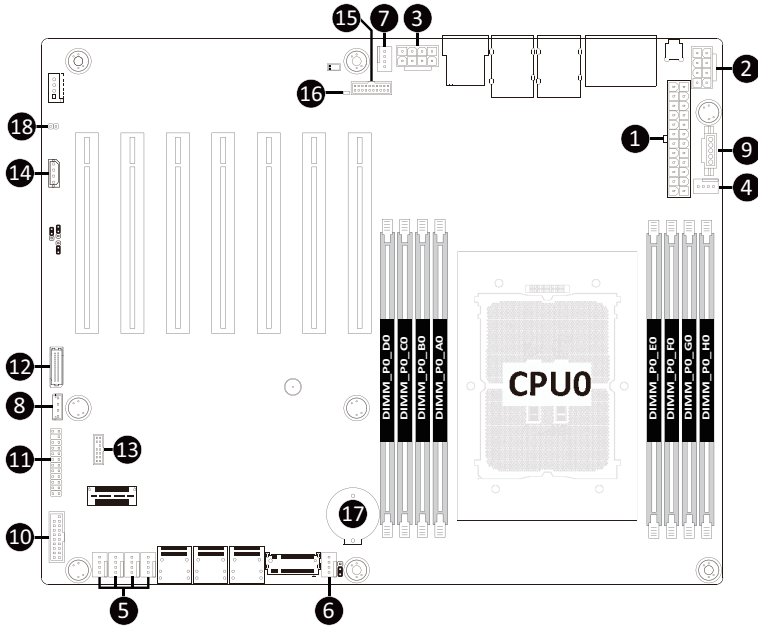 15
7
3
2
16
18
1
9
14
4
DIMM_P0_D0
DIMM_P0_C0
DIMM_P0_B0
DIMM_P0_A0
CPU0
DIMM_P0_E0
DIMM_P0_F0
DIMM_P0_G0
DIMM_P0_H0
12
8
13
11
17
10
5
6